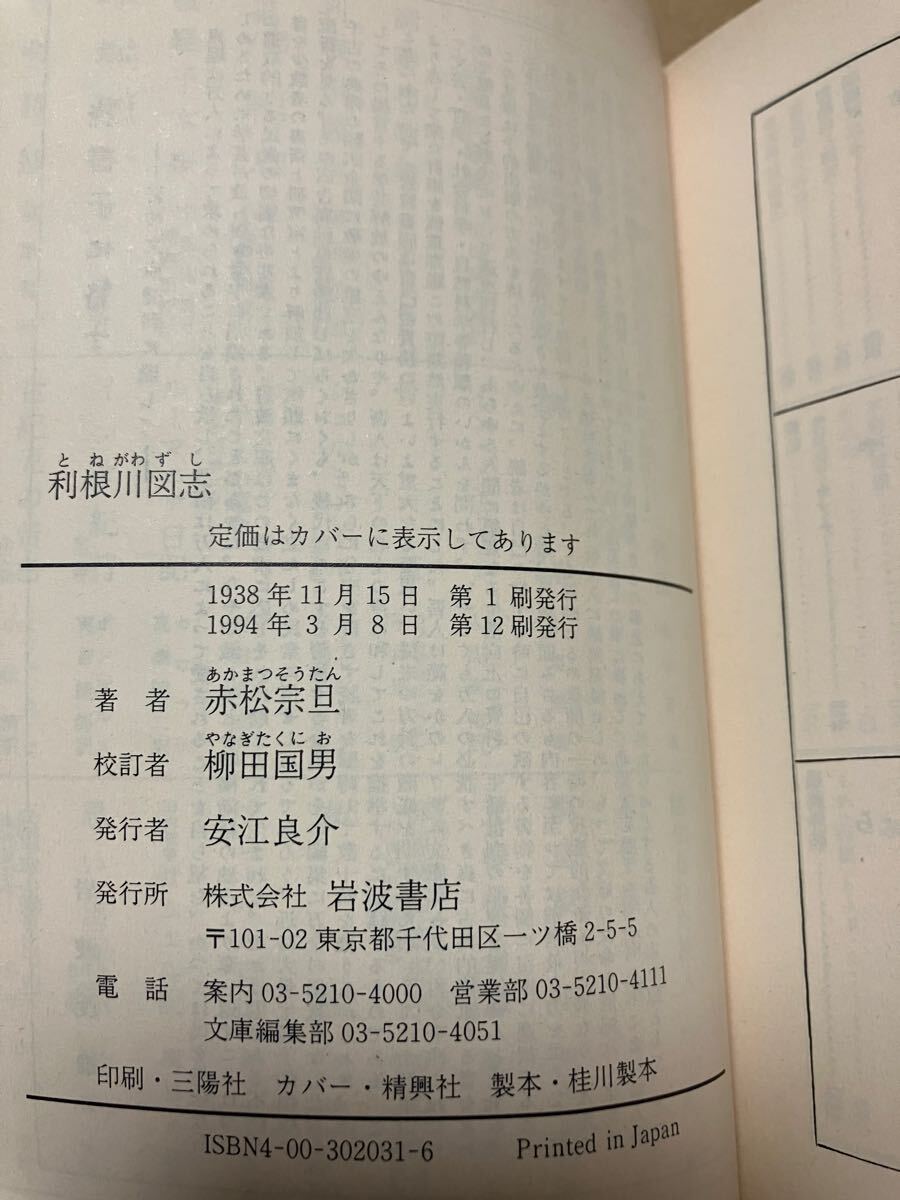 とねがわずし
利根川図志
定価はカバーに表示してあります
1938年11月15日 第1刷発行
1994年3月8日 第12刷発行
あかまつそうたん
著者 赤松宗旦
やなぎたくにお
校訂者 柳田国男
発行者 安江良介
発行所 株式会社 岩波書店
〒101-02 東京都千代田区一ツ橋2-5-5
電話 案内 03-5210-4000 営業部 03-5210-4111
文庫編集部 03-5210-4051
印刷・三陽社 カバー・精興社 製本・桂川製本
ISBN4-00-302031-6 Printed in Japan